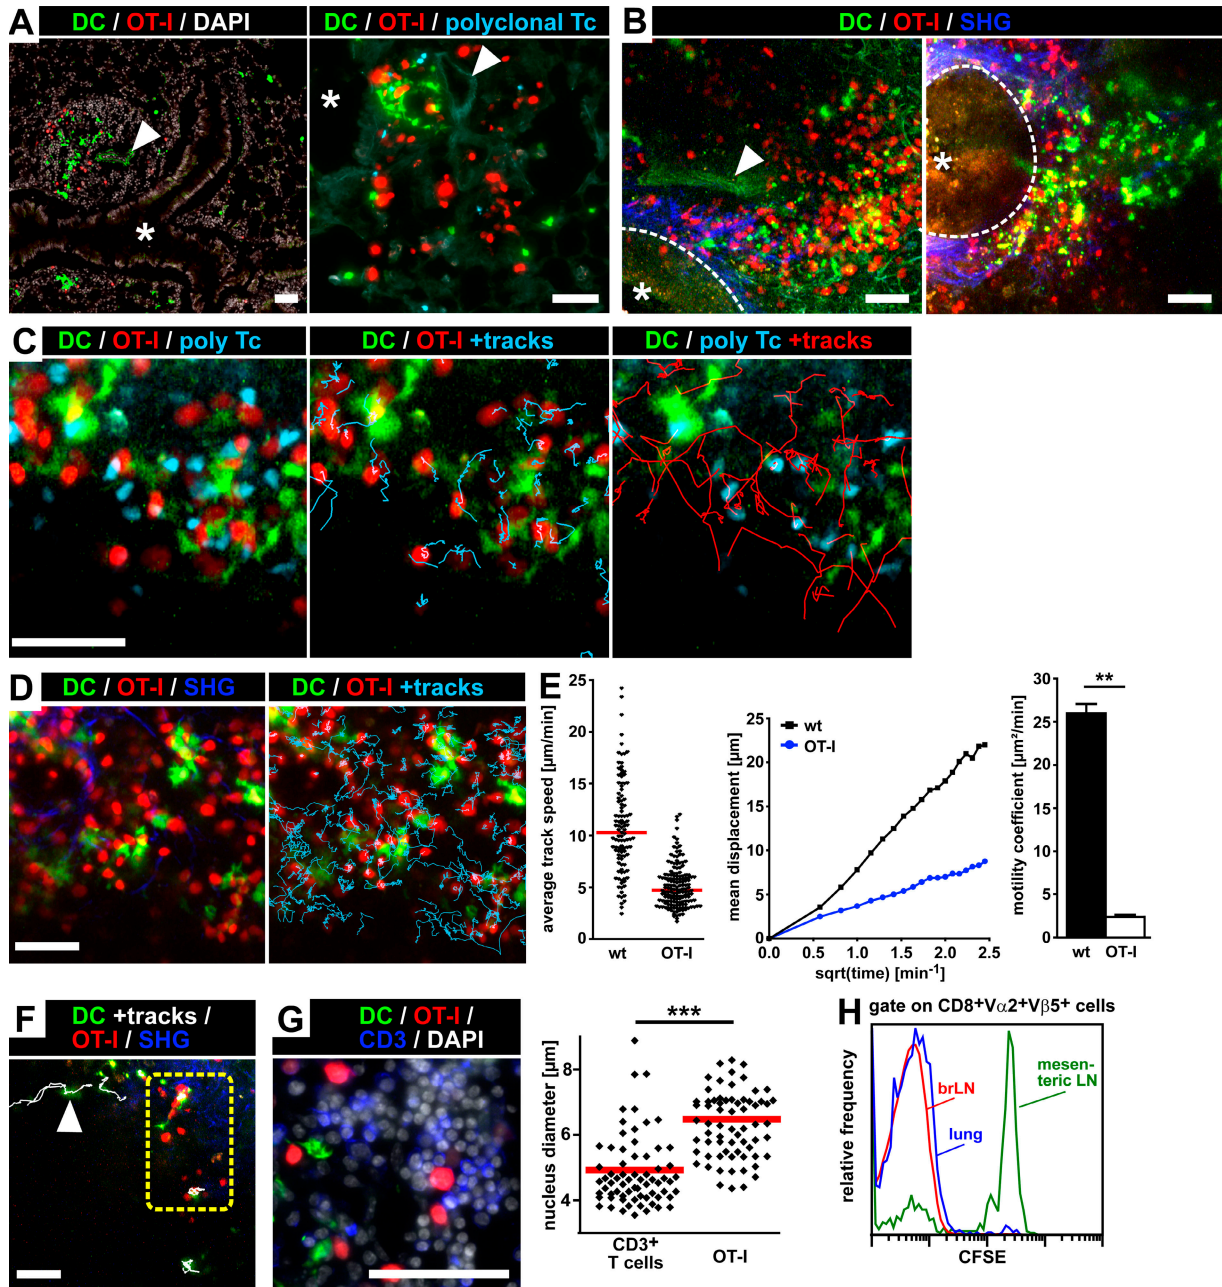 A
DC / OT-I / DAPI
DC / OT-I / polyclonal Tc
*
*
B
DC / OT-I / SHG
*
*
C
DC / OT-I / poly Tc
DC / OT-I +tracks
DC / poly Tc +tracks
D
DC / OT-I / SHG
DC / OT-I +tracks
E
average track speed [µm/min]
25
20
15
10
5
0
wt
OT-I
mean displacement [µm]
25
20
15
10
5
0
wt
OT-I
0.0
0.5
1.0
1.5
2.0
2.5
sqrt(time) [min⁻¹]
motility coefficient [µm²/min]
30
25
20
15
10
5
0
**
wt
OT-I
F
DC +tracks /
OT-I / SHG
G
DC / OT-I /
CD3 / DAPI
nucleus diameter [µm]
***
8
6
4
CD3+
T cells
OT-I
H
gate on CD8⁺Vα2⁺Vβ5⁺ cells
relative frequency
mesen-
teric LN
brLN
lung
CFSE